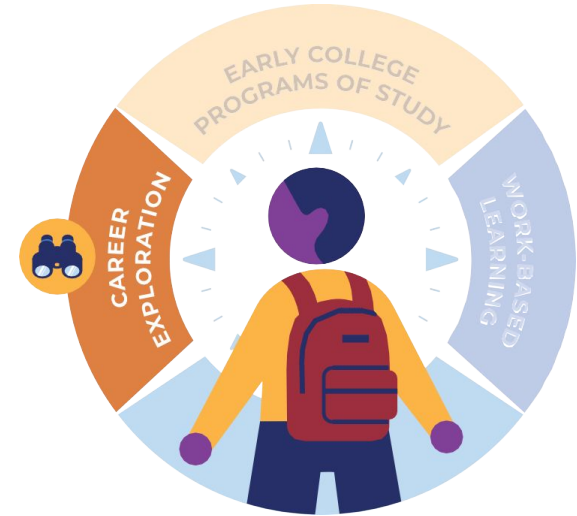 EARLY COLLEGE
PROGRAMS OF STUDY
CAREER
EXPLORATION
WORK-BASED
LEARNING